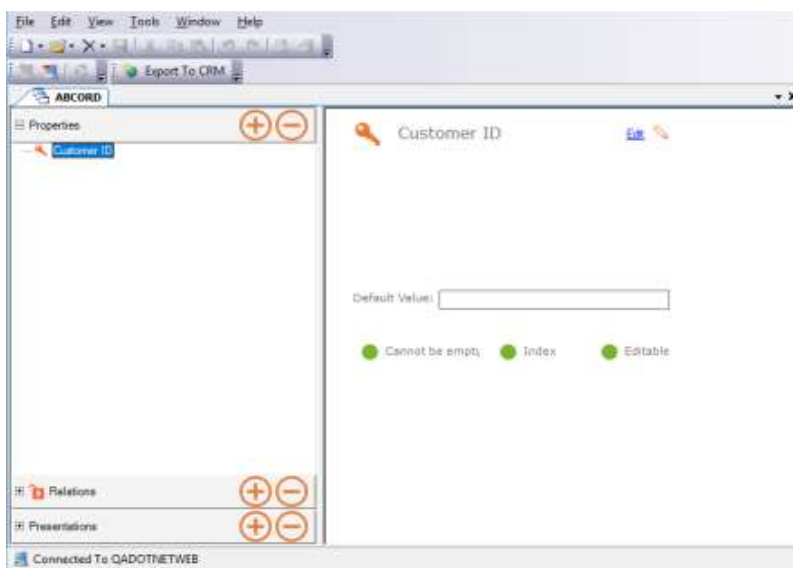 File Edit View Tools Window Help
Export To CRM
ABCORD
Properties
Customer ID
Customer ID Edit
Default Value:
Cannot be empty Index Editable
Relations
Presentations
Connected To QADOTNETWEB